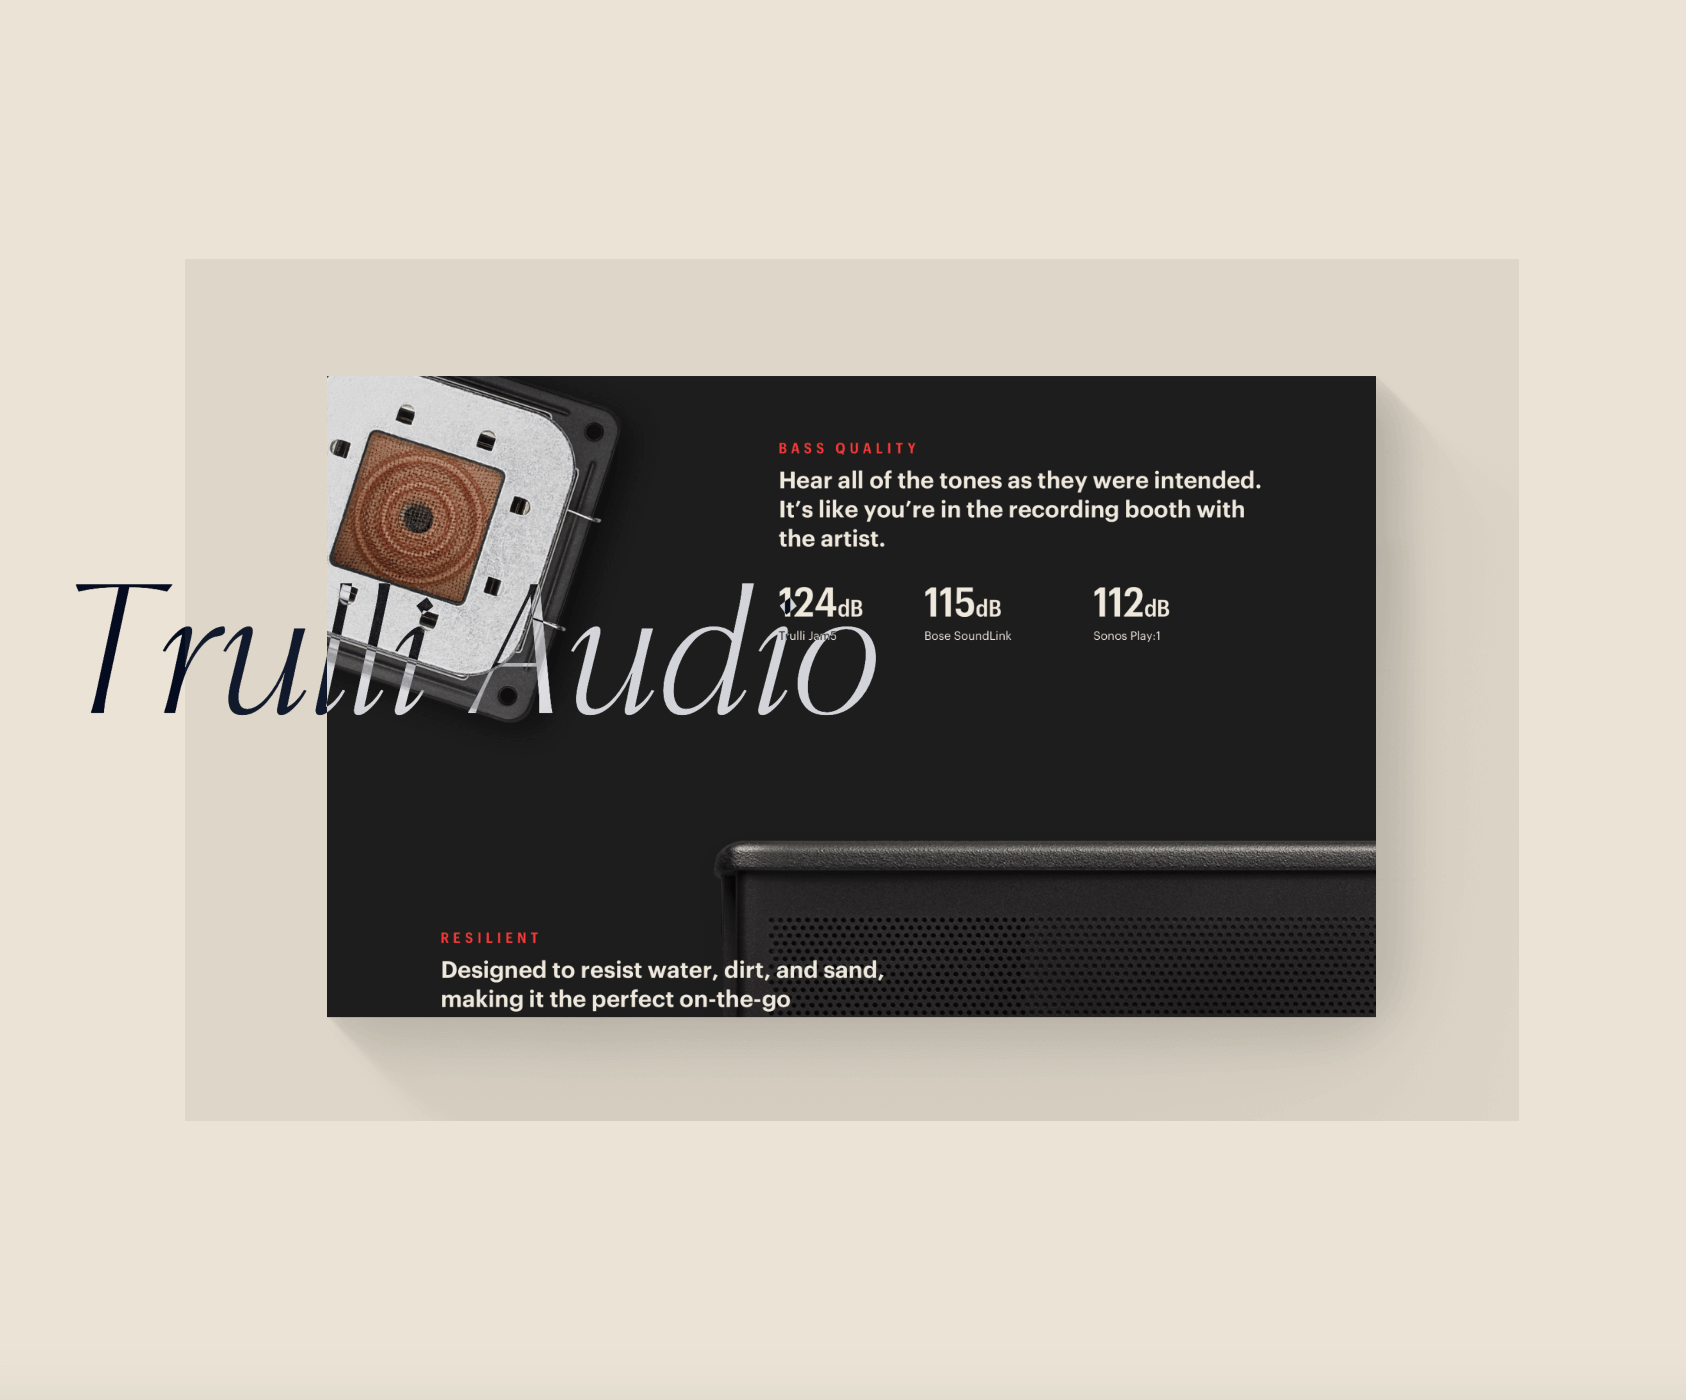 BASS QUALITY
Hear all of the tones as they were intended.
It’s like you’re in the recording booth with
the artist.
124dB 115dB 112dB
Trulli Jam5 Bose SoundLink Sonos Play:1
Trulli Audio
RESILIENT
Designed to resist water, dirt, and sand,
making it the perfect on-the-go